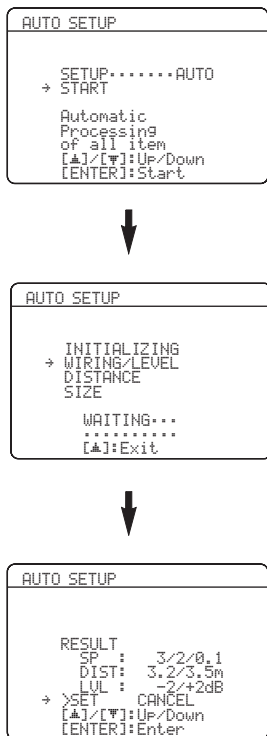 AUTO SETUP
SETUP·······AUTO
→ START
Automatic
Processing
of all item
[▲]/[▼]:Up/Down
[ENTER]:Start
AUTO SETUP
INITIALIZING
→ WIRING/LEVEL
DISTANCE
SIZE
WAITING···
··········
[▲]:Exit
AUTO SETUP
RESULT
SP : 3/2/0.1
DIST: 3.2/3.5m
LVL : -2/+2dB
→ >SET CANCEL
[▲]/[▼]:Up/Down
[ENTER]:Enter